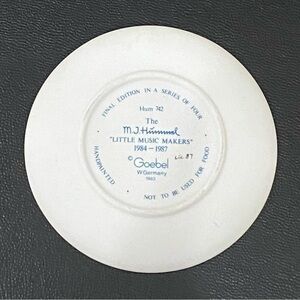 FINAL EDITION IN A SERIES OF FOUR
Hum 742
The
M.J. Hummel
"LITTLE MUSIC MAKERS"
1984-1987
© Goebel
W. Germany
1983
HANDPAINTED
NOT TO BE USED FOR FOOD